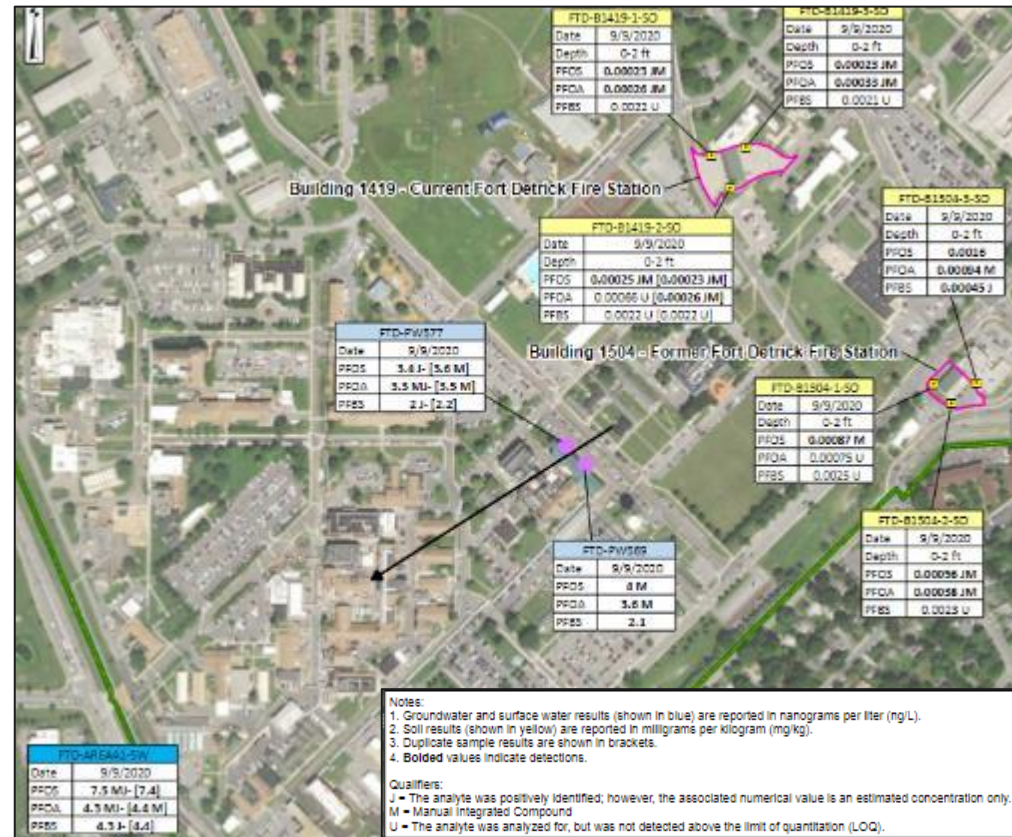 FTD-B1419-1-SO
Date 9/9/2020
Depth 0-2 ft
PFOS 0.00023 JM
PFOA 0.00026 JM
PFBS 0.0022 U
FTD-B1419-3-SO
Date 9/9/2020
Depth 0-2 ft
PFOS 0.00023 JM
PFOA 0.00033 JM
PFBS 0.0021 U
Building 1419 - Current Fort Detrick Fire Station
FTD-B1419-2-SO
Date 9/9/2020
Depth 0-2 ft
PFOS 0.00025 JM [0.00023 JM]
PFOA 0.00066 U [0.00026 JM]
PFBS 0.0022 U [0.0022 U]
FTD-B1504-3-SO
Date 9/9/2020
Depth 0-2 ft
PFOS 0.0016
PFOA 0.00094 M
PFBS 0.00045 J
FTD-PW577
Date 9/9/2020
PFOS 3.4 J- [3.6 M]
PFOA 3.5 MJ- [3.5 M]
PFBS 2 J- [2.2]
Building 1504 - Former Fort Detrick Fire Station
FTD-B1504-1-SO
Date 9/9/2020
Depth 0-2 ft
PFOS 0.00087 M
PFOA 0.00075 U
PFBS 0.0025 U
FTD-B1504-2-SO
Date 9/9/2020
Depth 0-2 ft
PFOS 0.00096 JM
PFOA 0.00038 JM
PFBS 0.0023 U
FTD-PW569
Date 9/9/2020
PFOS 4 M
PFOA 3.6 M
PFBS 2.1
Date 9/9/2020
PFOS 7.5 MJ- [7.4]
PFOA 4.3 MJ- [4.4 M]
PFBS 4.3 J- [4.4]
Notes:
1. Groundwater and surface water results (shown in blue) are reported in nanograms per liter (ng/L).
2. Soil results (shown in yellow) are reported in milligrams per kilogram (mg/kg).
3. Duplicate sample results are shown in brackets.
4. Bolded values indicate detections.
Qualifiers:
J = The analyte was positively identified; however, the associated numerical value is an estimated concentration only.
M = Manual Integrated Compound
U = The analyte was analyzed for, but was not detected above the limit of quantitation (LOQ).